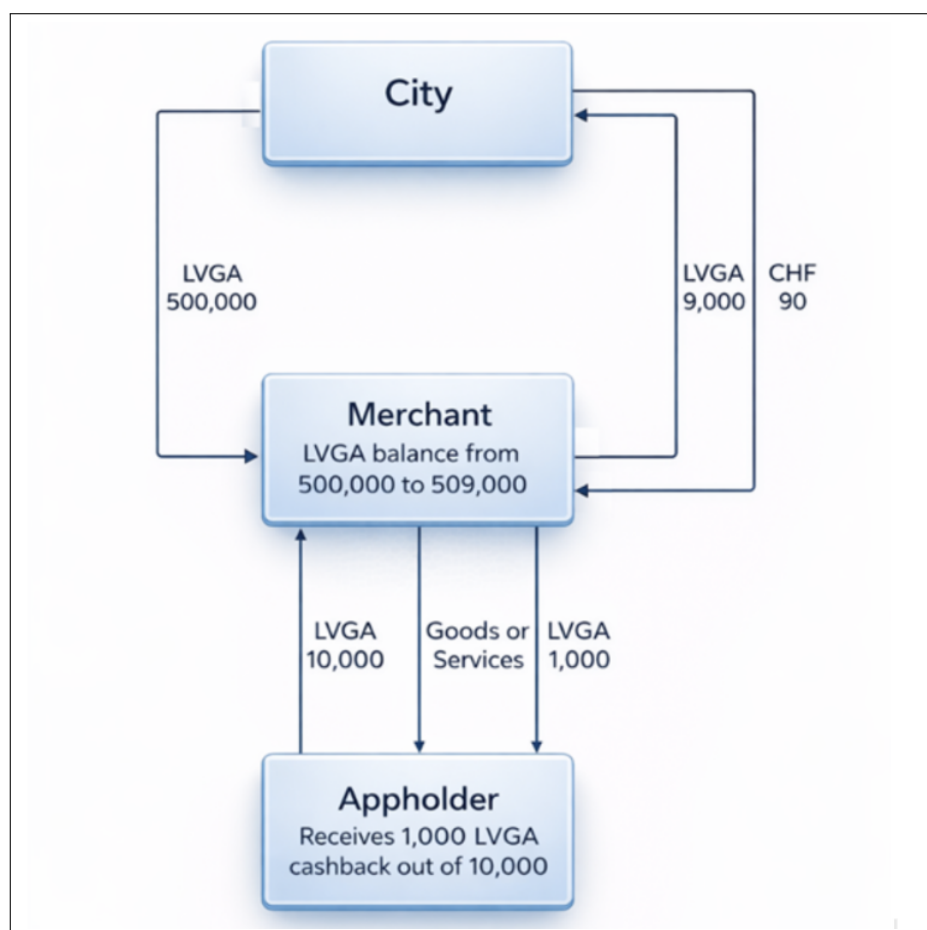 City
LVGA
500,000
LVGA
9,000
CHF
90
Merchant
LVGA balance from
500,000 to 509,000
LVGA
10,000
Goods or
Services
LVGA
1,000
Appholder
Receives 1,000 LVGA
cashback out of 10,000